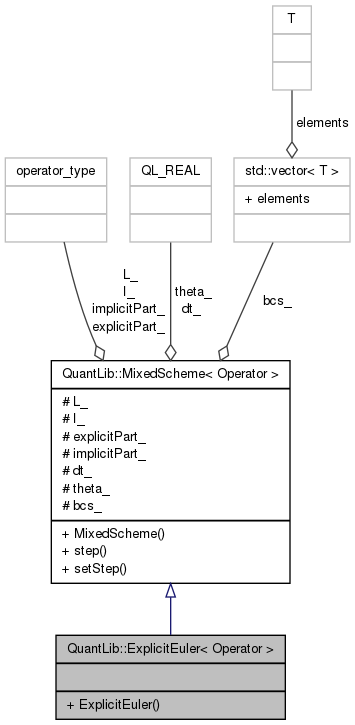 T
elements
operator_type
QL_REAL
std::vector< T >
+ elements
L_
I_
implicitPart_
explicitPart_
theta_
dt_
bcs_
QuantLib::MixedScheme< Operator >
# L_
# I_
# explicitPart_
# implicitPart_
# dt_
# theta_
# bcs_
+ MixedScheme()
+ step()
+ setStep()
QuantLib::ExplicitEuler< Operator >
+ ExplicitEuler()